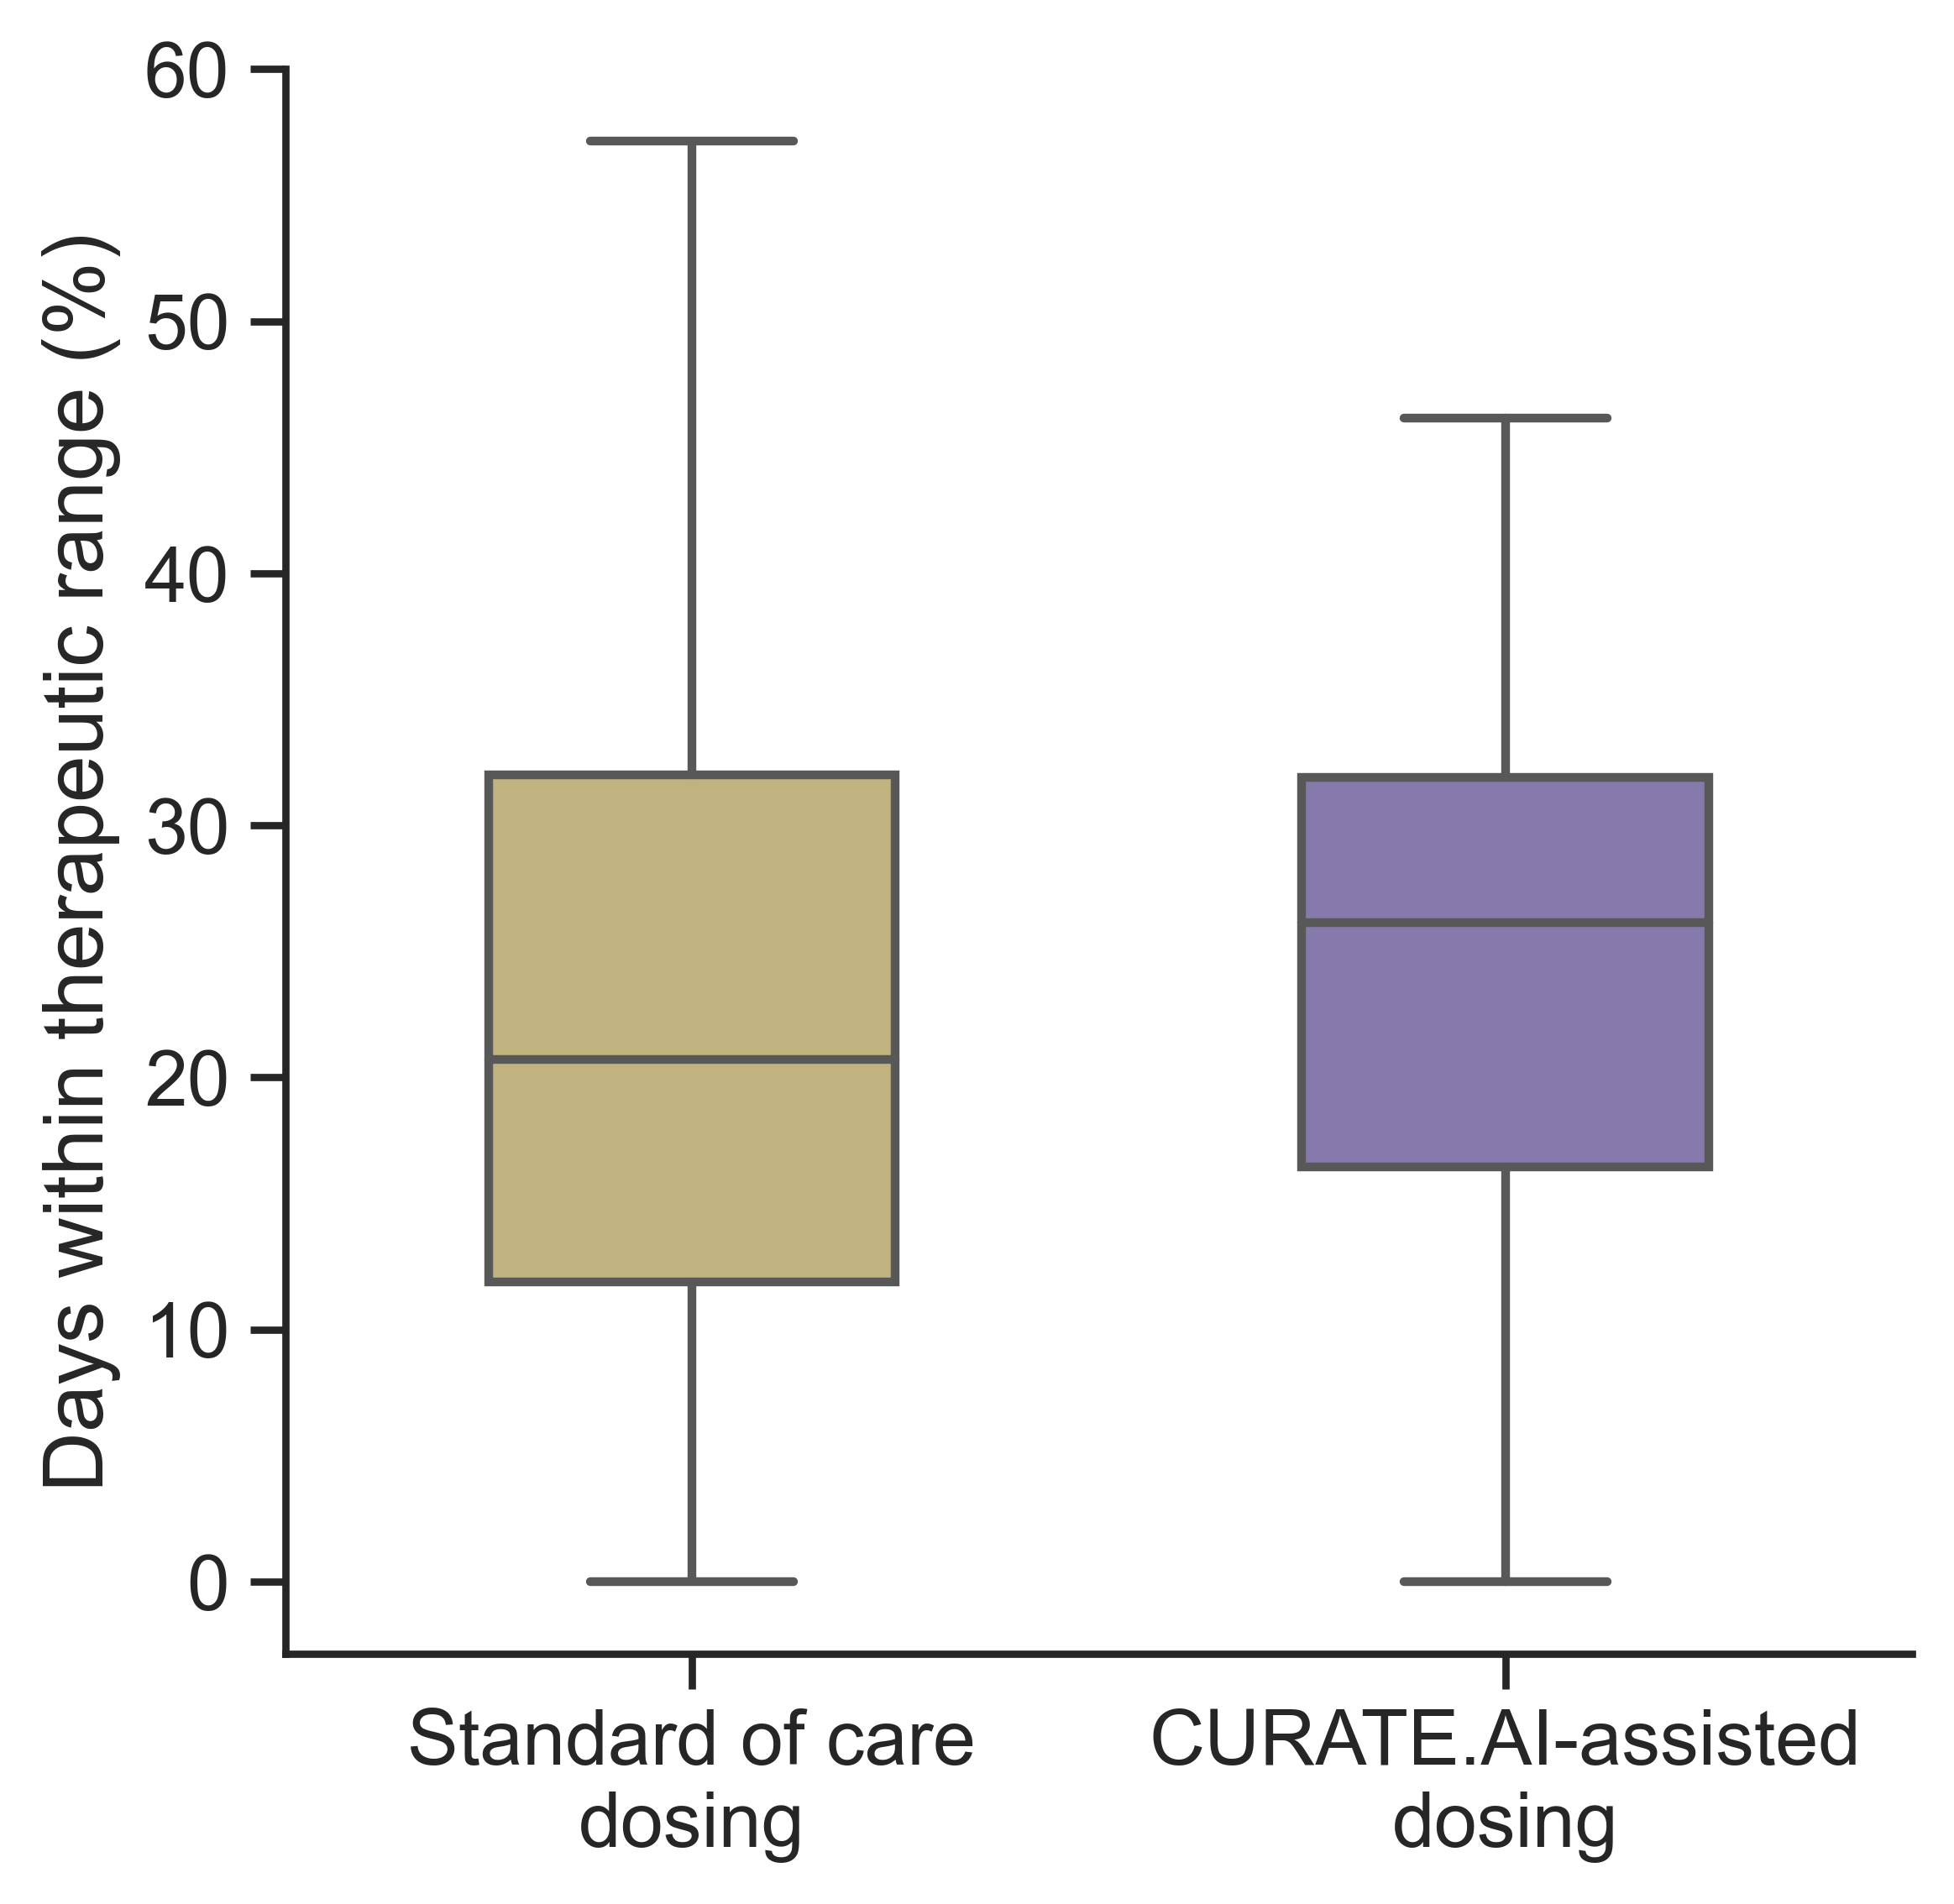 Days within therapeutic range (%)
60
50
40
30
20
10
0
Standard of care
dosing
CURATE.AI-assisted
dosing